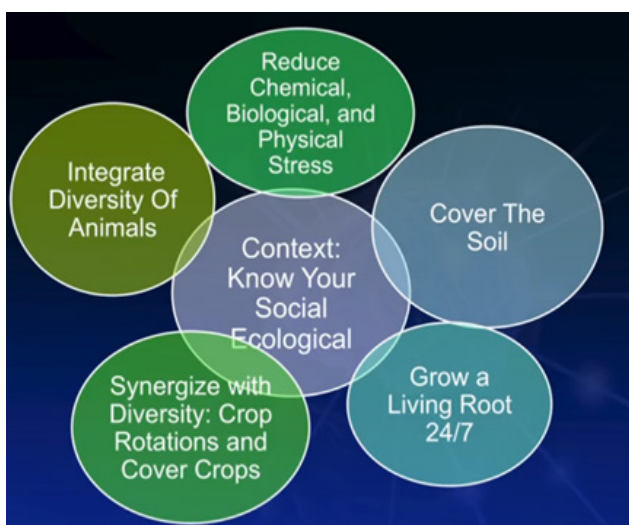 Reduce
Chemical,
Biological, and
Physical
Stress
Integrate
Diversity Of
Animals
Cover The
Soil
Context:
Know Your
Social
Ecological
Grow a
Living Root
24/7
Synergize with
Diversity: Crop
Rotations and
Cover Crops